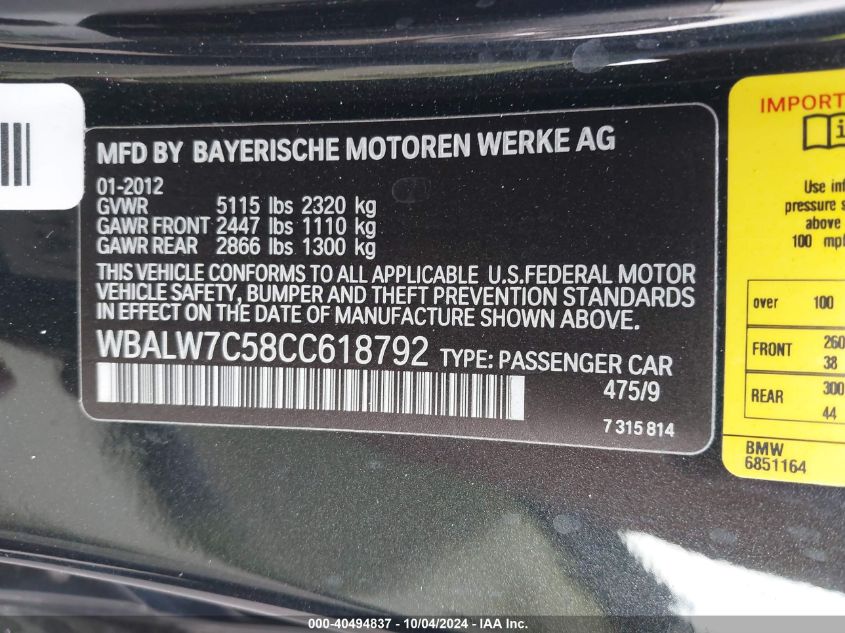 MFD BY BAYERISCHE MOTOREN WERKE AG
01-2012
GVWR 5115 lbs 2320 kg
GAWR FRONT 2447 lbs 1110 kg
GAWR REAR 2866 lbs 1300 kg
THIS VEHICLE CONFORMS TO ALL APPLICABLE U.S.FEDERAL MOTOR
VEHICLE SAFETY, BUMPER AND THEFT PREVENTION STANDARDS
IN EFFECT ON THE DATE OF MANUFACTURE SHOWN ABOVE.
WBALW7C58CC618792 TYPE: PASSENGER CAR
475/9
7 315 814
IMPORT
Use inf
pressure s
above
100 mp
over 100
FRONT 260
38
REAR 300
44
BMW
6851164
000-40494837 - 10/04/2024 - IAA Inc.